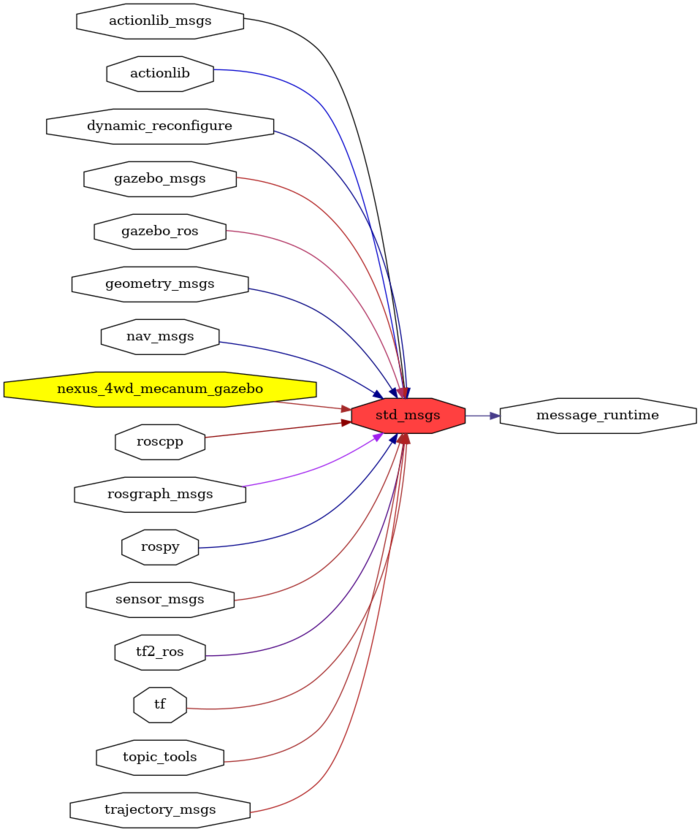 actionlib_msgs
actionlib
dynamic_reconfigure
gazebo_msgs
gazebo_ros
geometry_msgs
nav_msgs
nexus_4wd_mecanum_gazebo
std_msgs
message_runtime
roscpp
rosgraph_msgs
rospy
sensor_msgs
tf2_ros
tf
topic_tools
trajectory_msgs